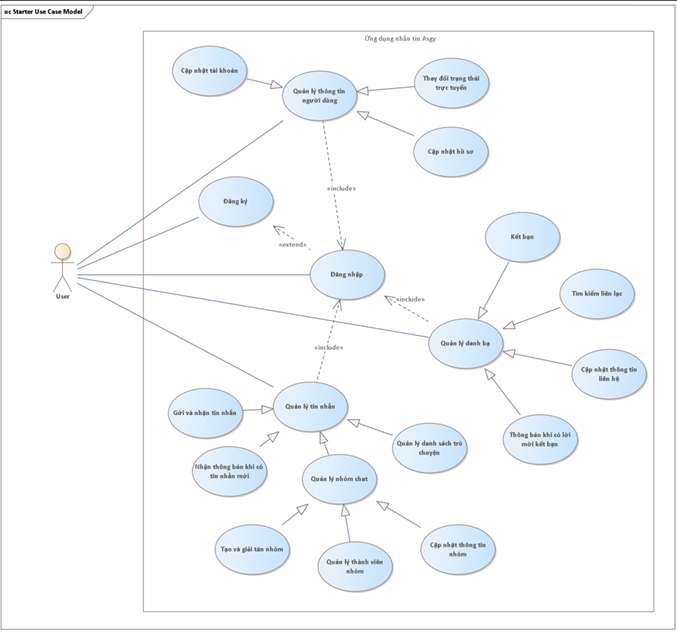 uc Starter Use Case Model
Ứng dụng nhắn tin Asgy
Cập nhật tài khoản
Quản lý thông tin
người dùng
Thay đổi trạng thái
trực tuyến
Cập nhật hồ sơ
«include»
Đăng ký
«extend»
Đăng nhập
User
Kết bạn
Tìm kiếm liên lạc
«include»
Quản lý danh bạ
Cập nhật thông tin
liên hệ
Thông báo khi có lời
mời kết bạn
«include»
Quản lý tin nhắn
Gửi và nhận tin nhắn
Quản lý danh sách trò
chuyện
Nhận thông báo khi có
tin nhắn mới
Quản lý nhóm chat
Tạo và giải tán nhóm
Quản lý thành viên
nhóm
Cập nhật thông tin
nhóm